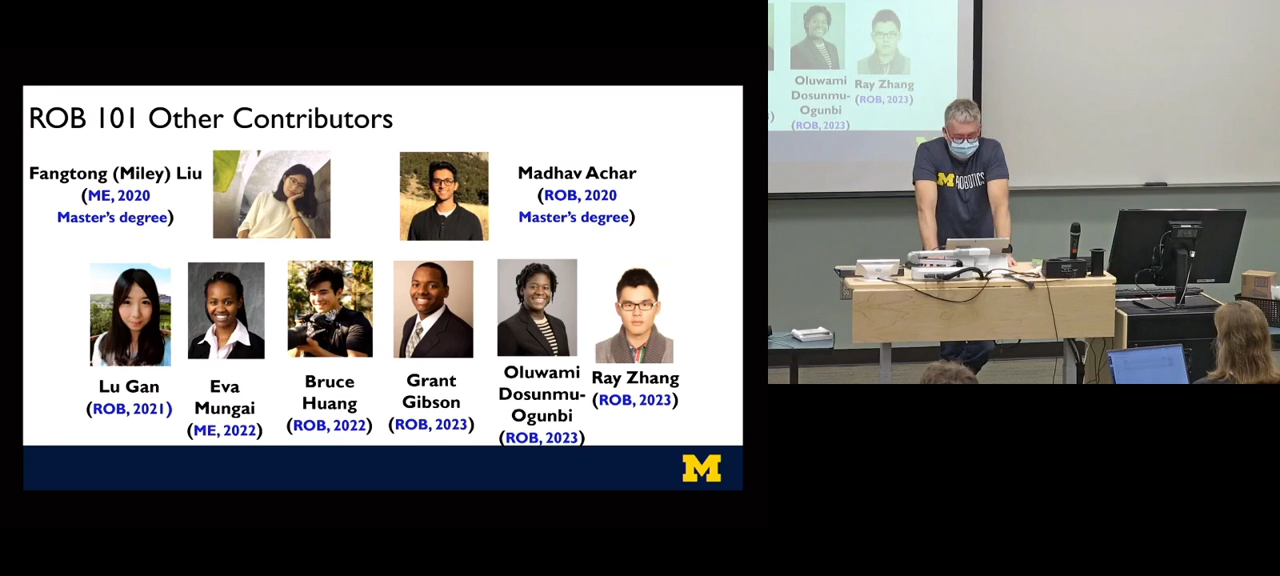 ROB 101 Other Contributors
Fangtong (Miley) Liu
(ME, 2020
Master's degree)
Madhav Achar
(ROB, 2020
Master's degree)
Lu Gan
(ROB, 2021)
Eva
Mungai
(ME, 2022)
Bruce
Huang
(ROB, 2022)
Grant
Gibson
(ROB, 2023)
Oluwami
Dosunmu-
Ogunbi
(ROB, 2023)
Ray Zhang
(ROB, 2023)
M
Oluwami
Dosunmu-
Ogunbi
(ROB, 2023)
Ray Zhang
(ROB, 2023)
M ROBOTICS